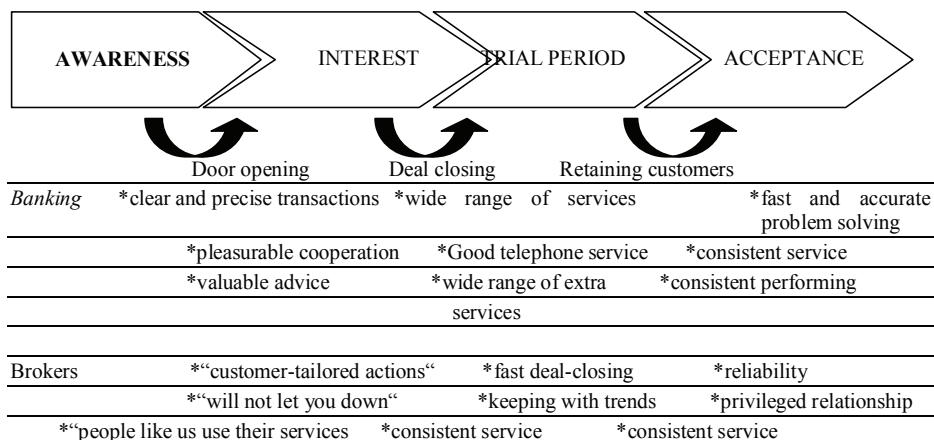 AWARENESS INTEREST TRIAL PERIOD ACCEPTANCE
Door opening Deal closing Retaining customers
Banking *clear and precise transactions *wide range of services *fast and accurate
problem solving
*pleasurable cooperation *Good telephone service *consistent service
*valuable advice *wide range of extra *consistent performing
services
Brokers *“customer-tailored actions“ *fast deal-closing *reliability
*“will not let you down“ *keeping with trends *privileged relationship
*“people like us use their services *consistent service *consistent service